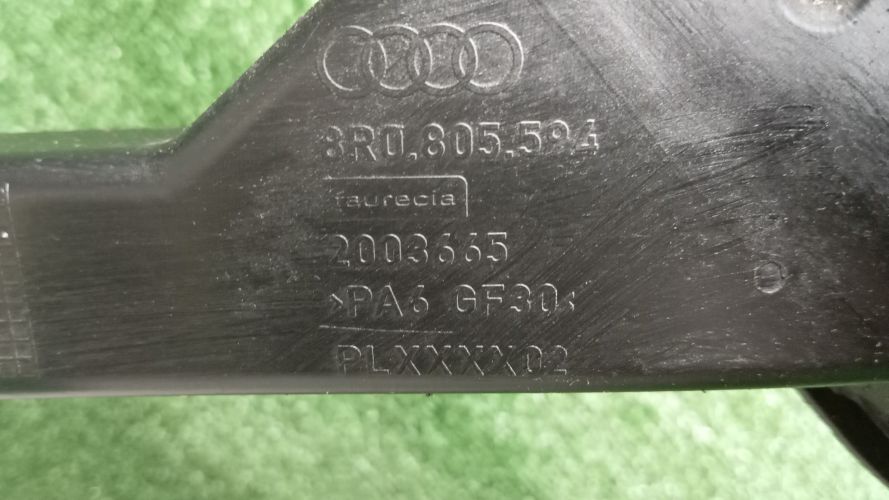 8R0.805.594
faurecia
2003665
>PA6 GF30<
PLXXXX02